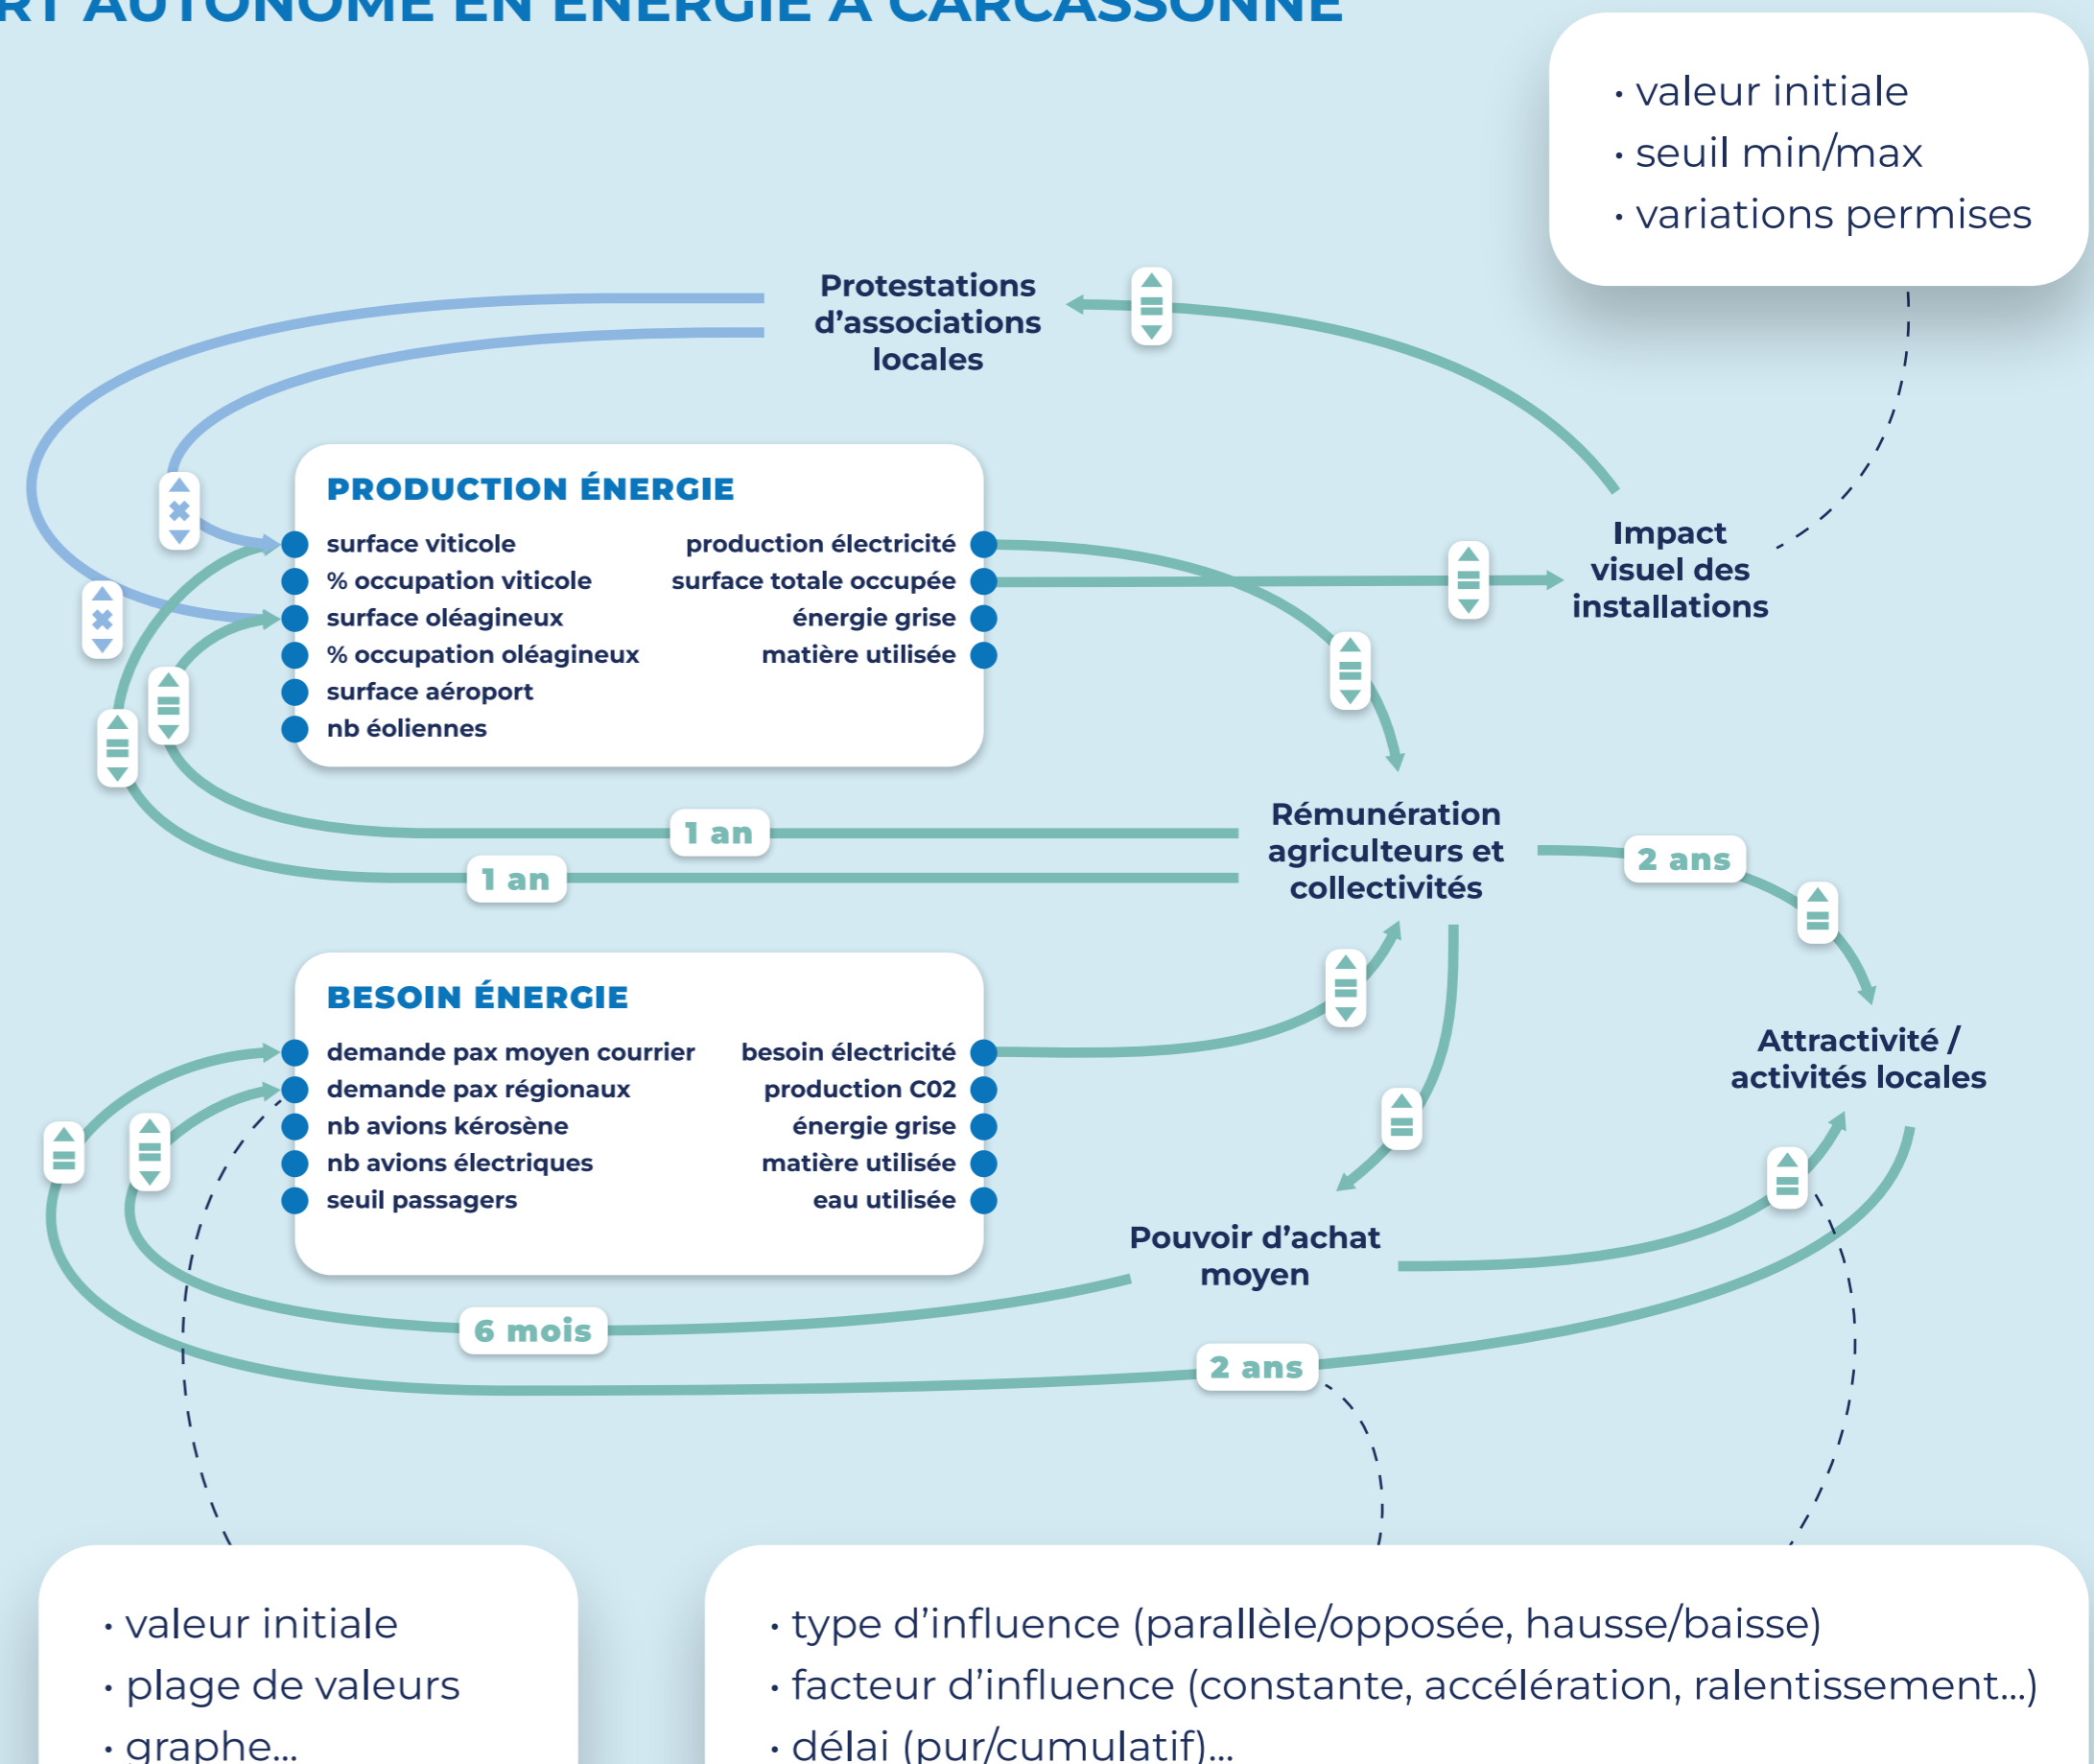 RT AUTONOME EN ÉNERGIE À CARCASSONNE
• valeur initiale
• seuil min/max
• variations permises
Protestations
d’associations
locales
PRODUCTION ÉNERGIE
surface viticole
% occupation viticole
surface oléagineux
% occupation oléagineux
surface aéroport
nb éoliennes
production électricité
surface totale occupée
énergie grise
matière utilisée
Impact
visuel des
installations
1 an
1 an
Rémunération
agriculteurs et
collectivités
2 ans
BESOIN ÉNERGIE
demande pax moyen courrier
demande pax régionaux
nb avions kérosène
nb avions électriques
seuil passagers
besoin électricité
production C02
énergie grise
matière utilisée
eau utilisée
Attractivité /
activités locales
Pouvoir d’achat
moyen
6 mois
2 ans
• valeur initiale
• plage de valeurs
• graphe...
• type d’influence (parallèle/opposée, hausse/baisse)
• facteur d’influence (constante, accélération, ralentissement...)
• délai (pur/cumulatif)...